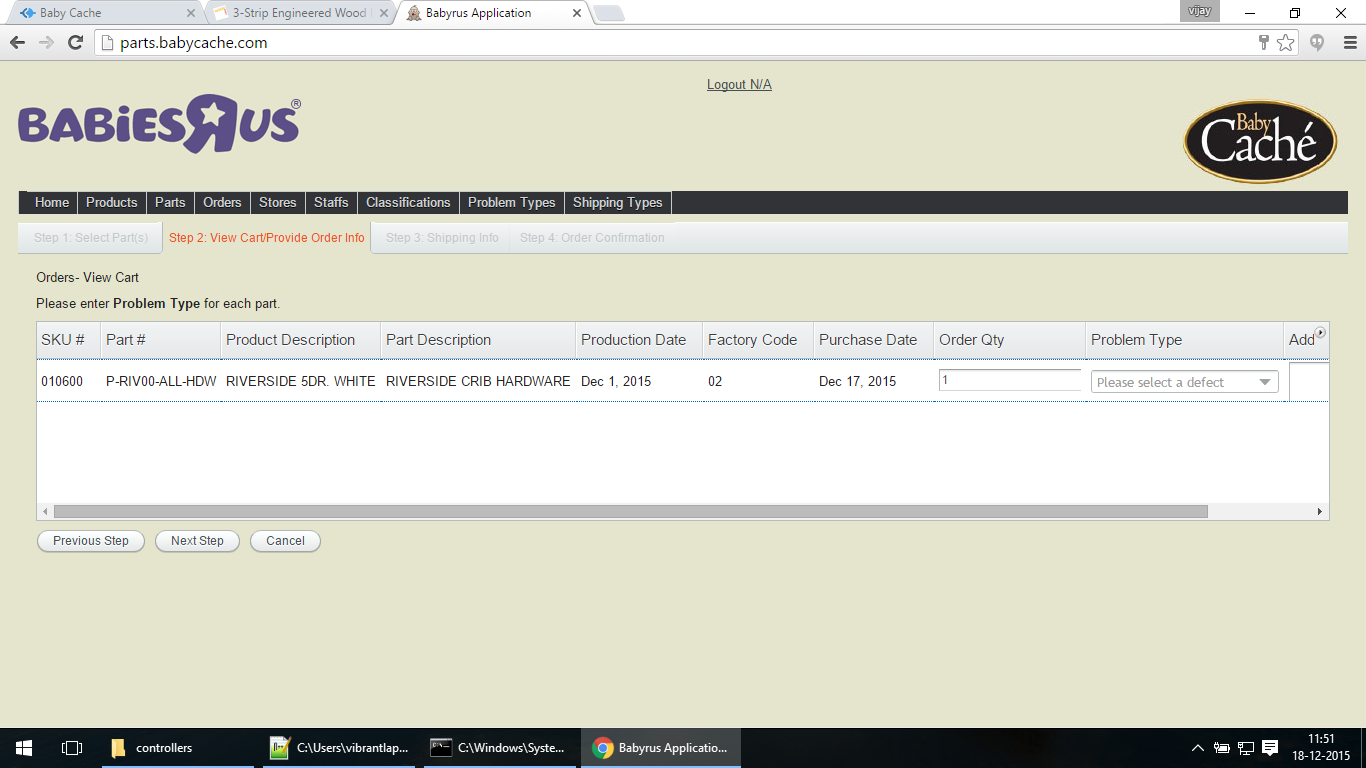 Baby Cache
3-Strip Engineered Wood
Babyrus Application
vijay
parts.babycache.com
Logout N/A
BABIESRUS®
Baby
Caché
Home Products Parts Orders Stores Staffs Classifications Problem Types Shipping Types
Step 1: Select Part(s) Step 2: View Cart/Provide Order Info Step 3: Shipping Info Step 4: Order Confirmation
Orders- View Cart
Please enter Problem Type for each part.
SKU # Part # Product Description Part Description Production Date Factory Code Purchase Date Order Qty Problem Type Add
010600 P-RIV00-ALL-HDW RIVERSIDE 5DR. WHITE RIVERSIDE CRIB HARDWARE Dec 1, 2015 02 Dec 17, 2015 1 Please select a defect
Previous Step Next Step Cancel
controllers
C:\Users\vibrantlap...
C:\Windows\Syste...
Babyrus Applicatio...
11:51
18-12-2015